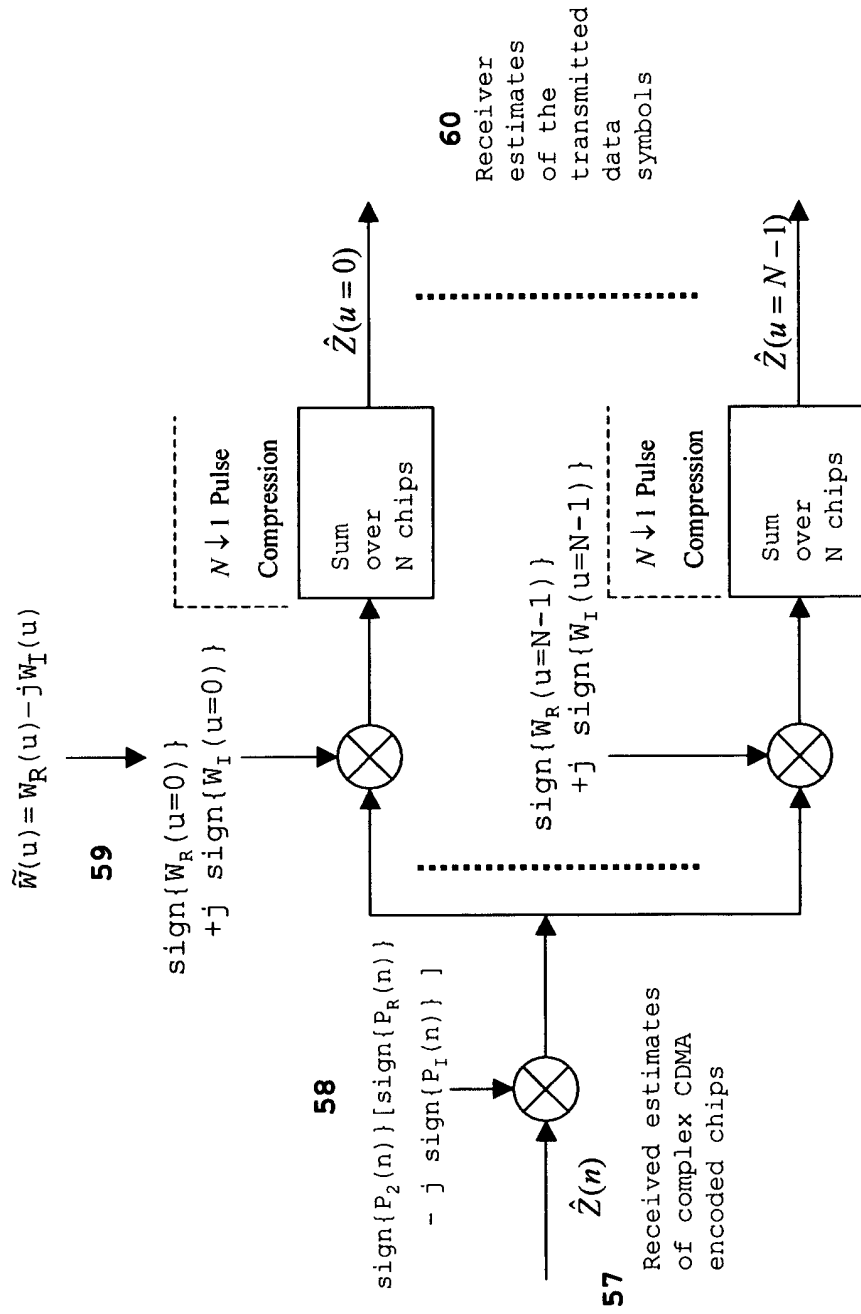 W̃(u) = W_R(u)-jW_I(u)
59
sign{W_R(u=0)}
+j sign{W_I(u=0)}
N ↓ 1 Pulse
Compression
Sum
over
N chips
Ẑ(u = 0)
58
sign{P_2(n)}[sign{P_R(n)}
- j sign{P_I(n)} ]
Ẑ(n)
57
Received estimates
of complex CDMA
encoded chips
sign{W_R(u=N-1)}
+j sign{W_I(u=N-1)}
N ↓ 1 Pulse
Compression
Sum
over
N chips
Ẑ(u = N -1)
60
Receiver
estimates
of the
transmitted
data
symbols